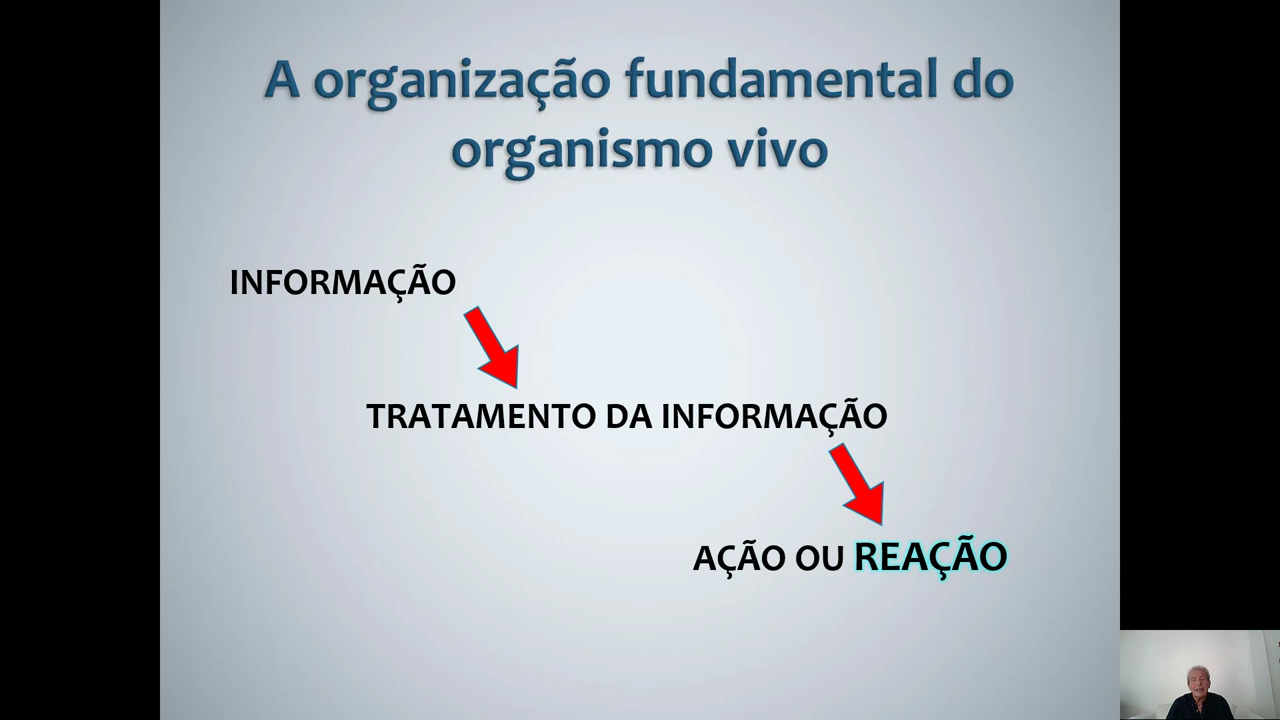 A organização fundamental do
organismo vivo
INFORMAÇÃO
TRATAMENTO DA INFORMAÇÃO
AÇÃO OU REAÇÃO